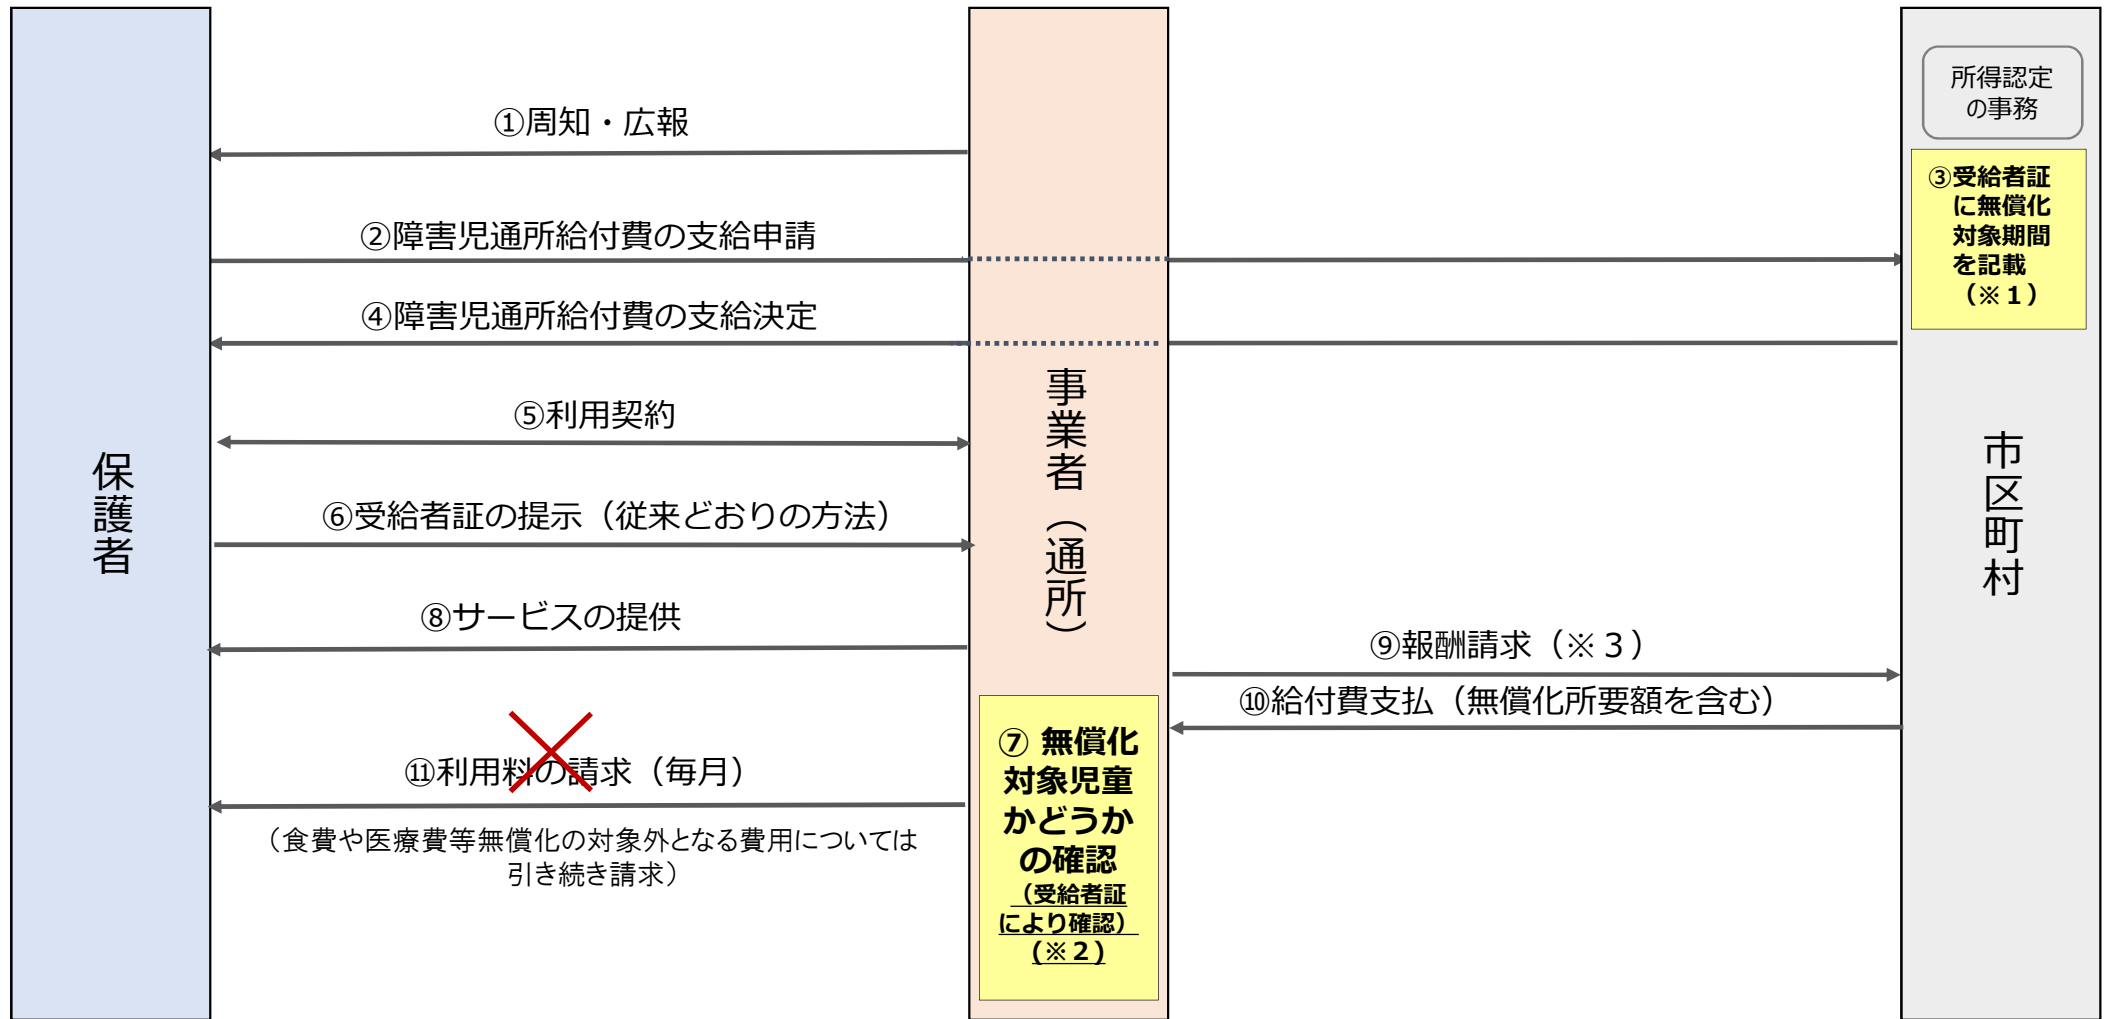 所得認定
の事務
①周知・広報
③受給者証
に無償化
対象期間
を記載
（※１）
②障害児通所給付費の支給申請
④障害児通所給付費の支給決定
⑤利用契約
保護者
事業者（通所）
市区町村
⑥受給者証の提示（従来どおりの方法）
⑧サービスの提供
⑨報酬請求（※３）
⑩給付費支払（無償化所要額を含む）
⑦ 無償化
対象児童
かどうか
の確認
（受給者証
により確認）
（※２）
⑪利用料の請求（毎月）
（食費や医療費等無償化の対象外となる費用については
引き続き請求）